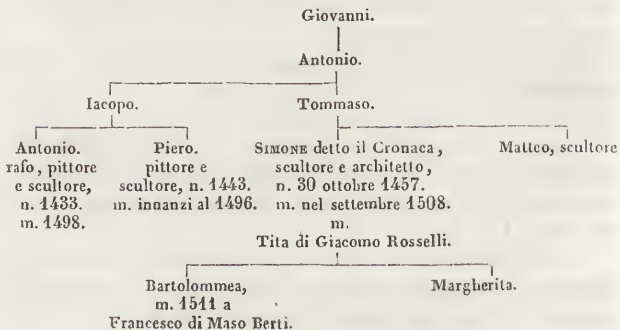 Giovanni.
Antonio.
Iacopo. Tommaso.
Antonio.
rafo, pittore
e scultore,
n. 1433.
m. 1498.
Piero.
pittore e
scultore, n. 1443.
m. innanzi al 1496.
SIMONE detto il Cronaca,
scultore e architetto,
n. 30 ottobre 1457.
m. nel settembre 1508.
m.
Tita di Giacomo Rosselli.
Matteo, scultore
Bartolommea,
m. 1511 a
Francesco di Maso Berti.
Margherita.